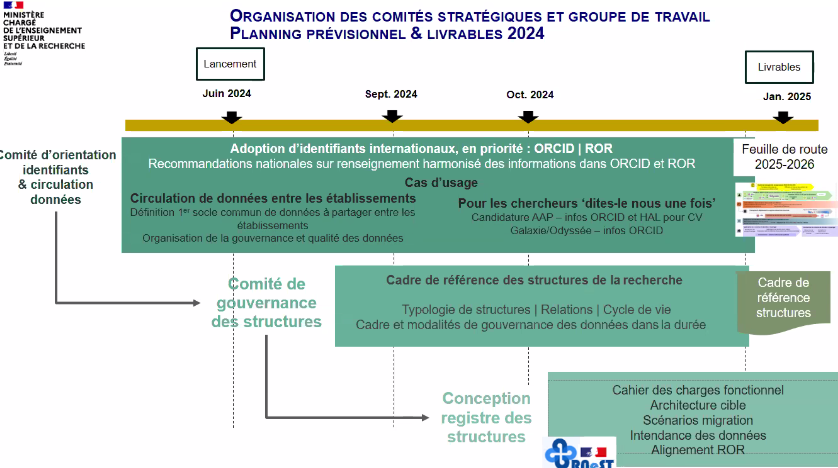 MINISTÈRE
CHARGÉ
DE L'ENSEIGNEMENT
SUPÉRIEUR
ET DE LA RECHERCHE
Liberté
Égalité
Fraternité
ORGANISATION DES COMITÉS STRATÉGIQUES ET GROUPE DE TRAVAIL
PLANNING PRÉVISIONNEL & LIVRABLES 2024
Lancement
Livrables
Juin 2024
Sept. 2024
Oct. 2024
Jan. 2025
Comité d'orientation
identifiants
& circulation
données
Adoption d'identifiants internationaux, en priorité : ORCID | ROR
Recommandations nationales sur renseignement harmonisé des informations dans ORCID et ROR
Cas d'usage
Circulation de données entre les établissements
Définition 1er socle commun de données à partager entre les
établissements
Organisation de la gouvernance et qualité des données
Pour les chercheurs 'dites-le nous une fois'
Candidature AAP – infos ORCID et HAL pour CV
Galaxie/Odyssée – infos ORCID
Feuille de route
2025-2026
Comité de
gouvernance
des structures
Cadre de référence des structures de la recherche
Typologie de structures | Relations | Cycle de vie
Cadre et modalités de gouvernance des données dans la durée
Cadre de
référence
structures
Conception
registre des
structures
Cahier des charges fonctionnel
Architecture cible
Scénarios migration
Intendance des données
Alignement ROR